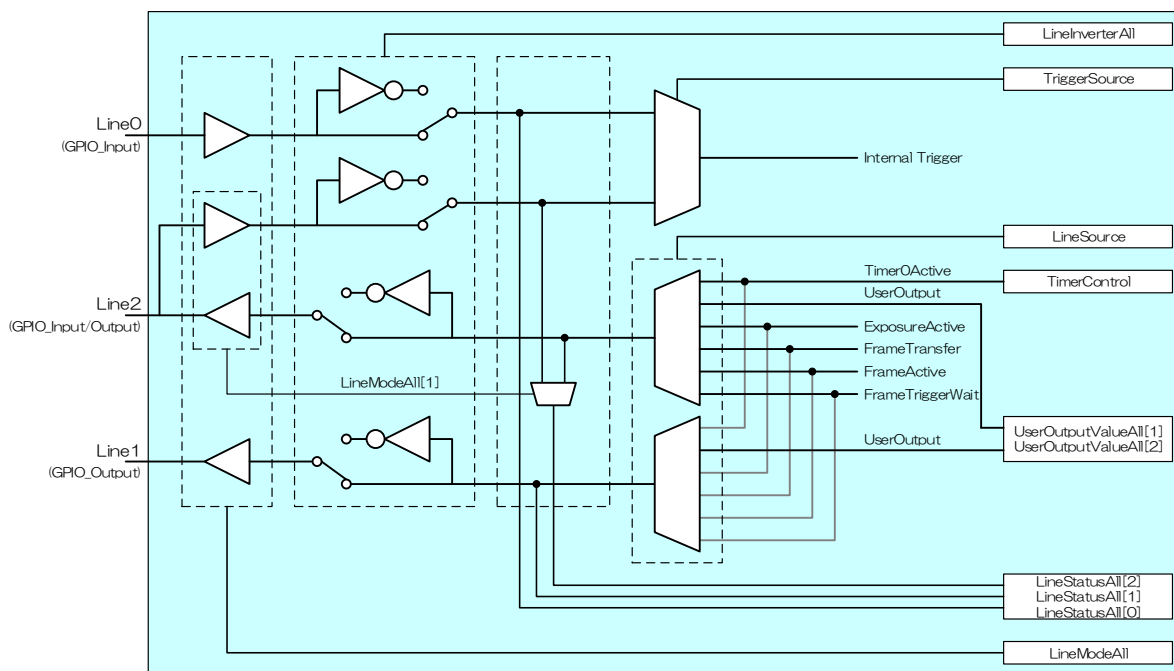 LineInverterAll
TriggerSource
Line0
(GPIO_Input)
Internal Trigger
LineSource
Timer0Active
TimerControl
UserOutput
Line2
(GPIO_Input/Output)
ExposureActive
FrameTransfer
FrameActive
LineModeAll[1]
FrameTriggerWait
UserOutputValueAll[1]
UserOutput
UserOutputValueAll[2]
Line1
(GPIO_Output)
LineStatusAll[2]
LineStatusAll[1]
LineStatusAll[0]
LineModeAll